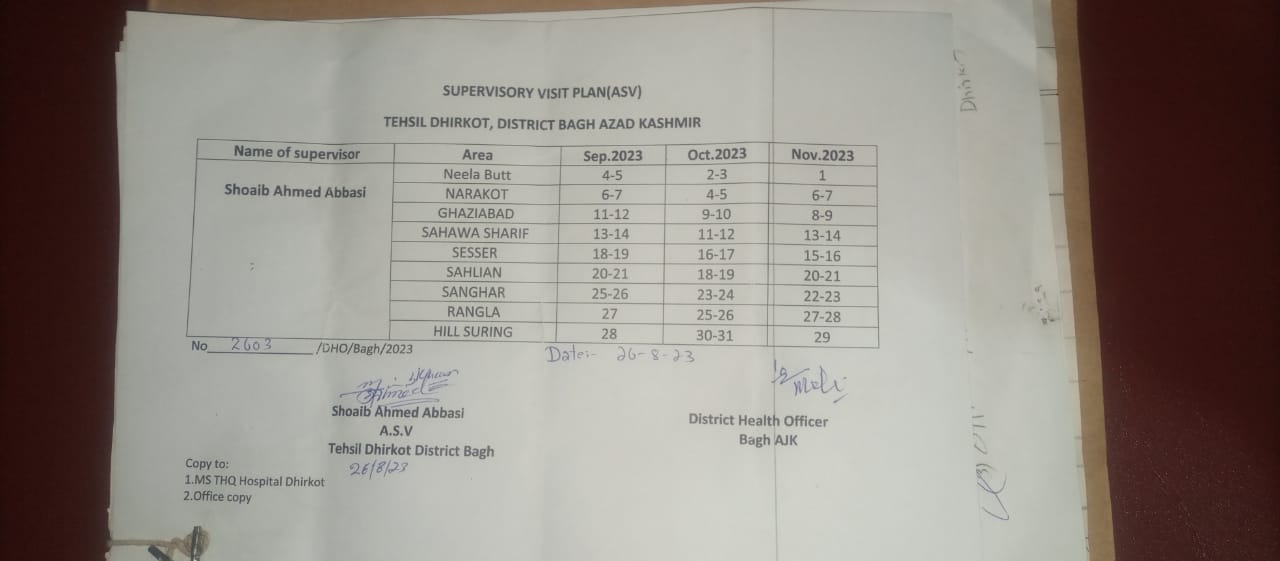 SUPERVISORY VISIT PLAN(ASV)
TEHSIL DHIRKOT, DISTRICT BAGH AZAD KASHMIR
Name of supervisor Area Sep.2023 Oct.2023 Nov.2023
Shoaib Ahmed Abbasi
Neela Butt 4-5 2-3 1
NARAKOT 6-7 4-5 6-7
GHAZIABAD 11-12 9-10 8-9
SAHAWA SHARIF 13-14 11-12 13-14
SESSER 18-19 16-17 15-16
SAHLIAN 20-21 18-19 20-21
SANGHAR 25-26 23-24 22-23
RANGLA 27 25-26 27-28
HILL SURING 28 30-31 29
No 2603 /DHO/Bagh/2023 Date:- 26-8-23
Shoaib Ahmed Abbasi
A.S.V
Tehsil Dhirkot District Bagh
26/8/23
District Health Officer
Bagh AJK
Copy to:
1.MS THQ Hospital Dhirkot
2.Office copy